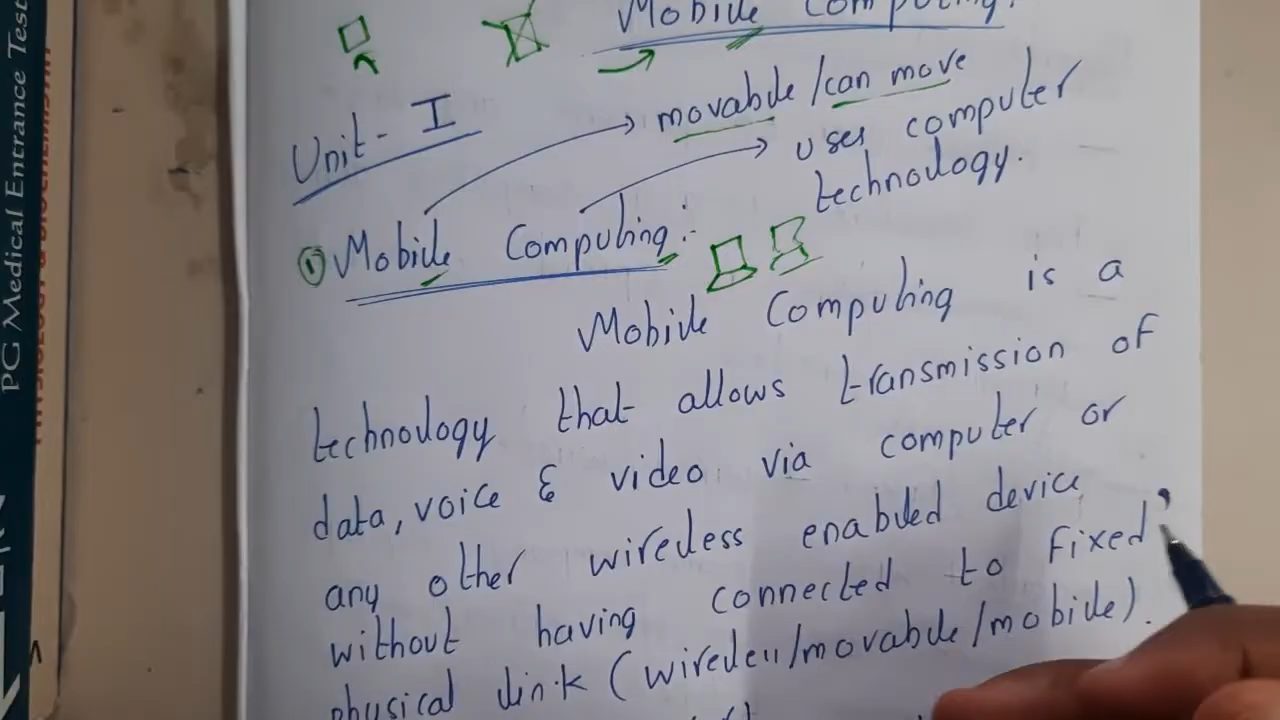 Mobile Computing.
Unit - I
movable/can move
uses computer
technology.
① Mobile Computing:-
Mobile Computing is a
technology that allows transmission of
data, voice & video via computer or
any other wireless enabled device
without having connected to fixed
physical link (wireless/movable/mobile).
PG Medical Entrance Test